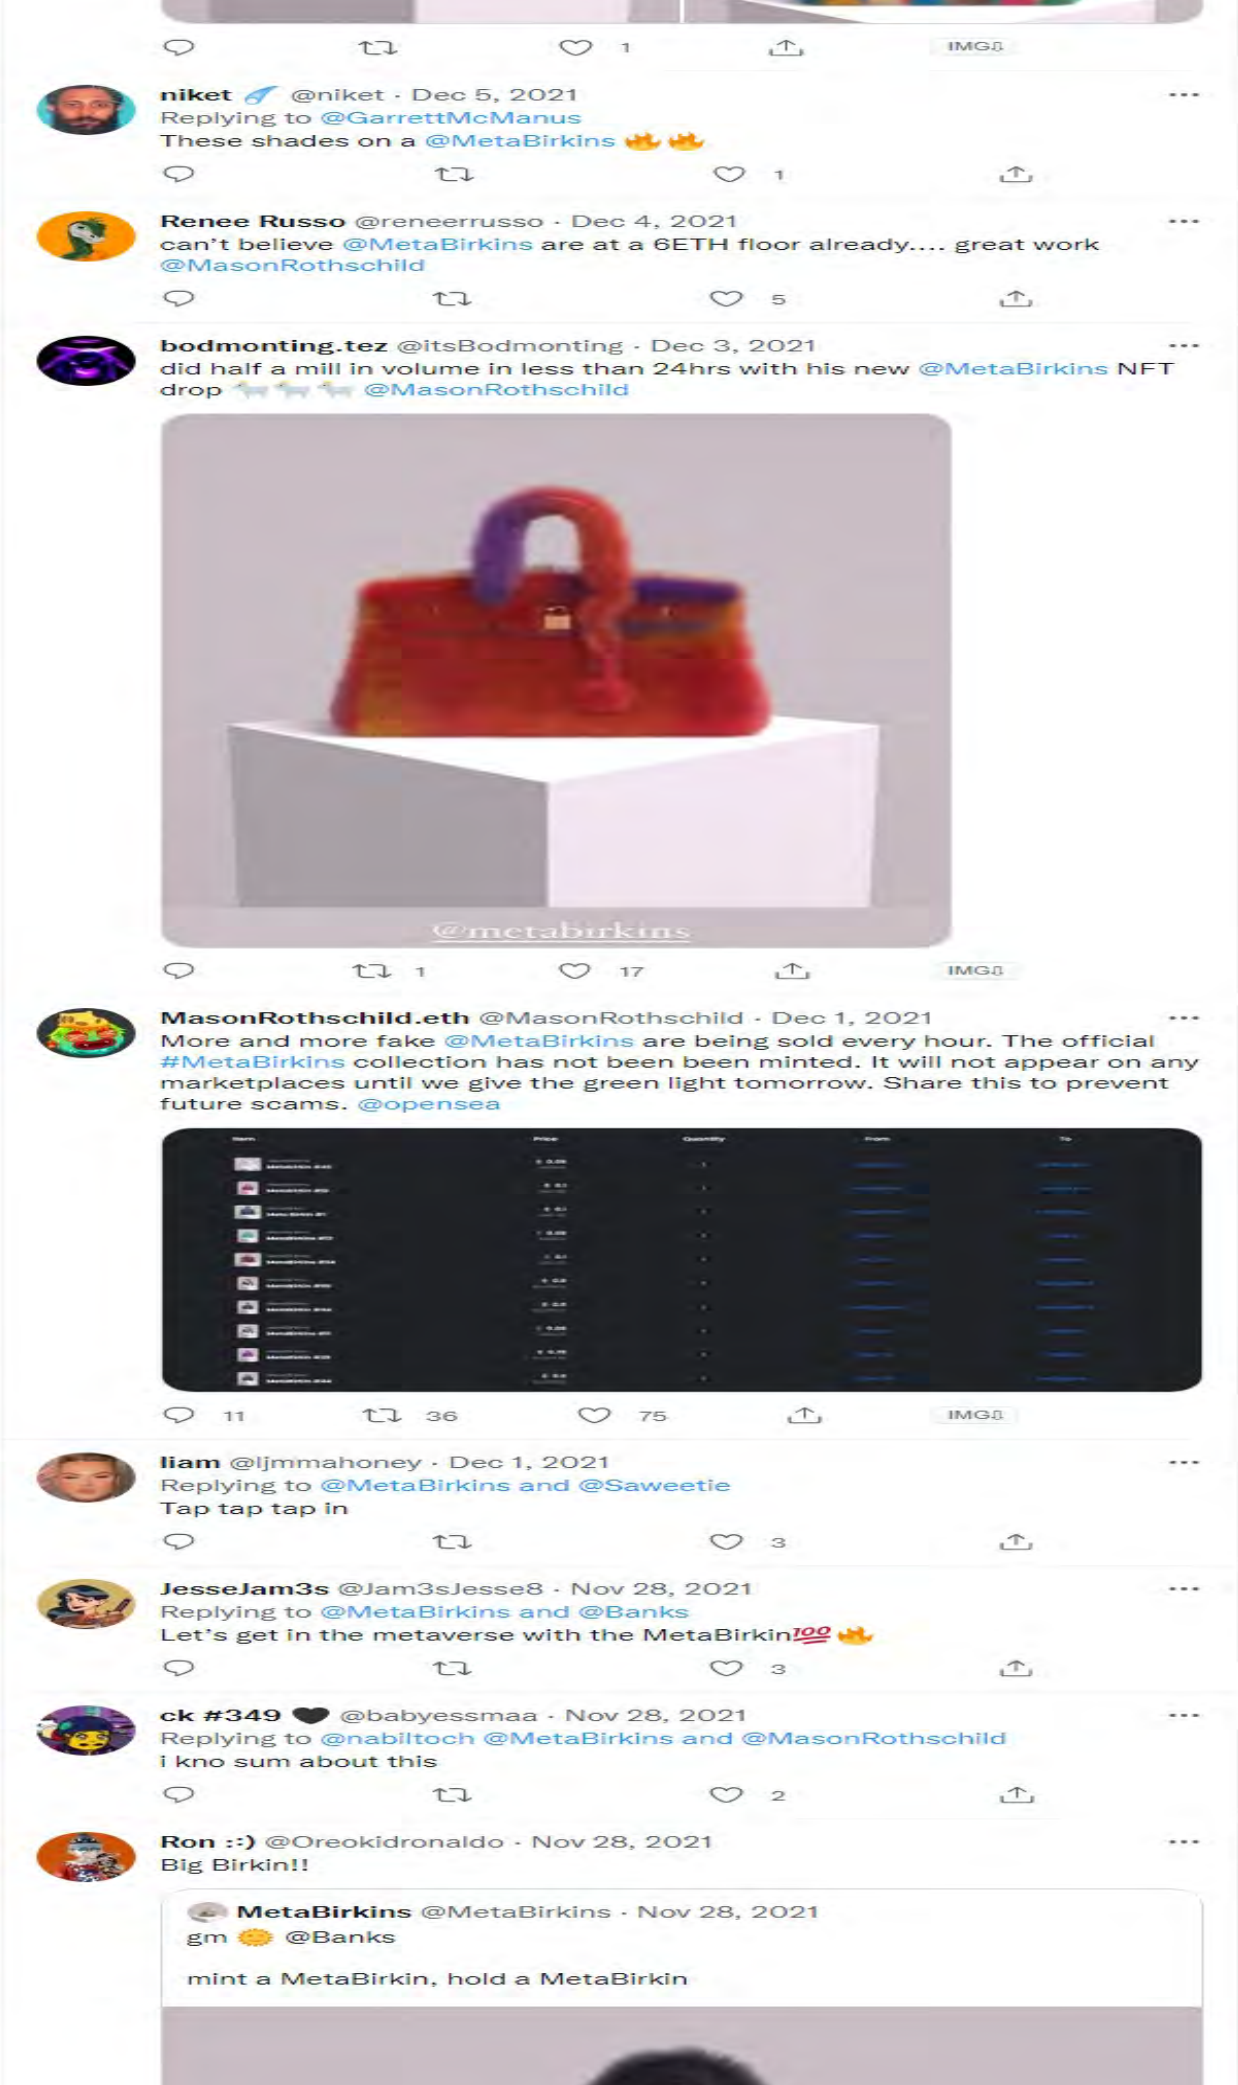 1 IMG⇩
niket @niket · Dec 5, 2021
Replying to @GarrettMcManus
These shades on a @MetaBirkins 🔥🔥
1
Renee Russo @reneerrusso · Dec 4, 2021
can't believe @MetaBirkins are at a 6ETH floor already.... great work
@MasonRothschild
5
bodmonting.tez @itsBodmonting · Dec 3, 2021
did half a mill in volume in less than 24hrs with his new @MetaBirkins NFT
drop @MasonRothschild
@metabirkins
1 17 IMG⇩
MasonRothschild.eth @MasonRothschild · Dec 1, 2021
More and more fake @MetaBirkins are being sold every hour. The official
#MetaBirkins collection has not been been minted. It will not appear on any
marketplaces until we give the green light tomorrow. Share this to prevent
future scams. @opensea
Item Price Quantity From To
11 36 75 IMG⇩
liam @ljmmahoney · Dec 1, 2021
Replying to @MetaBirkins and @Saweetie
Tap tap tap in
3
JesseJam3s @Jam3sJesse8 · Nov 28, 2021
Replying to @MetaBirkins and @Banks
Let's get in the metaverse with the MetaBirkin💯🔥
3
ck #349 🖤 @babyessmaa · Nov 28, 2021
Replying to @nabiltoch @MetaBirkins and @MasonRothschild
i kno sum about this
2
Ron ::) @Oreokidronaldo · Nov 28, 2021
Big Birkin!!
MetaBirkins @MetaBirkins · Nov 28, 2021
gm 🌞 @Banks
mint a MetaBirkin, hold a MetaBirkin